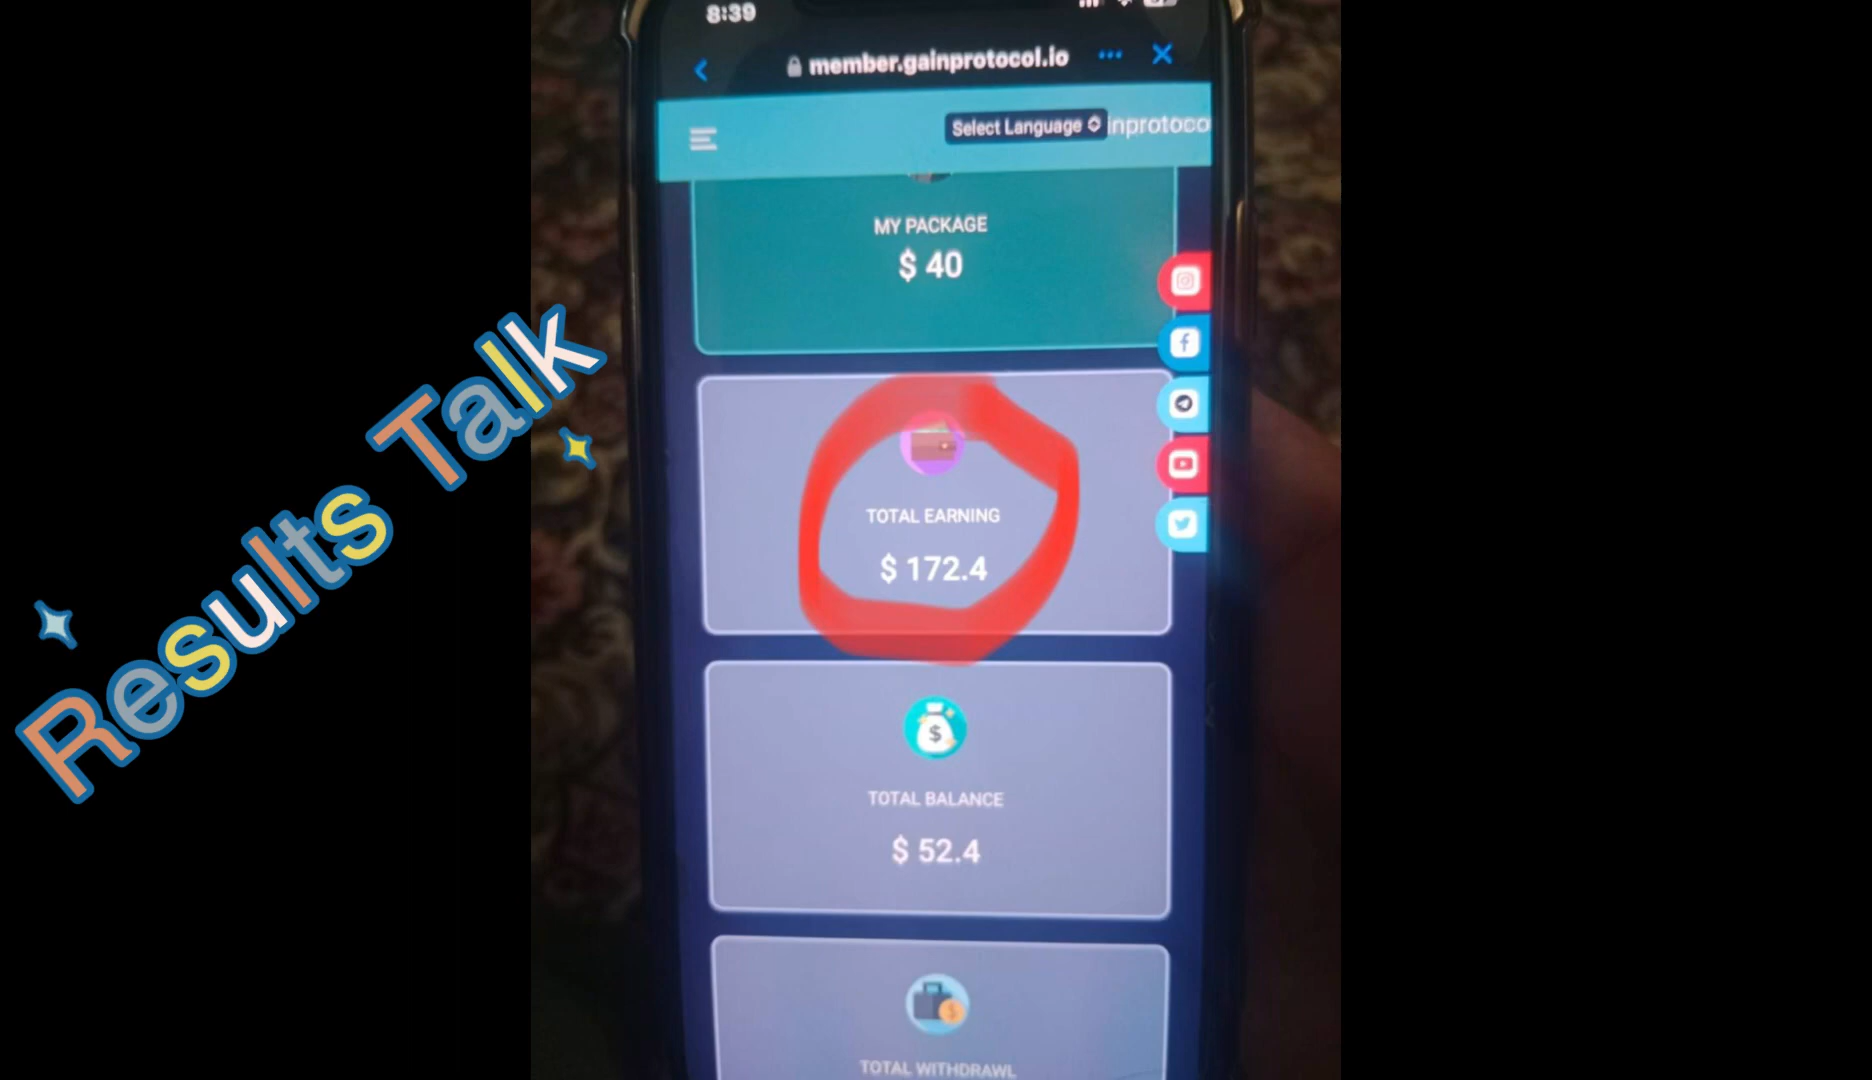 8:39
member.gainprotocol.io
Select Language
inprotoco
MY PACKAGE
$ 40
TOTAL EARNING
$ 172.4
TOTAL BALANCE
$ 52.4
TOTAL WITHDRAWL
Results Talk